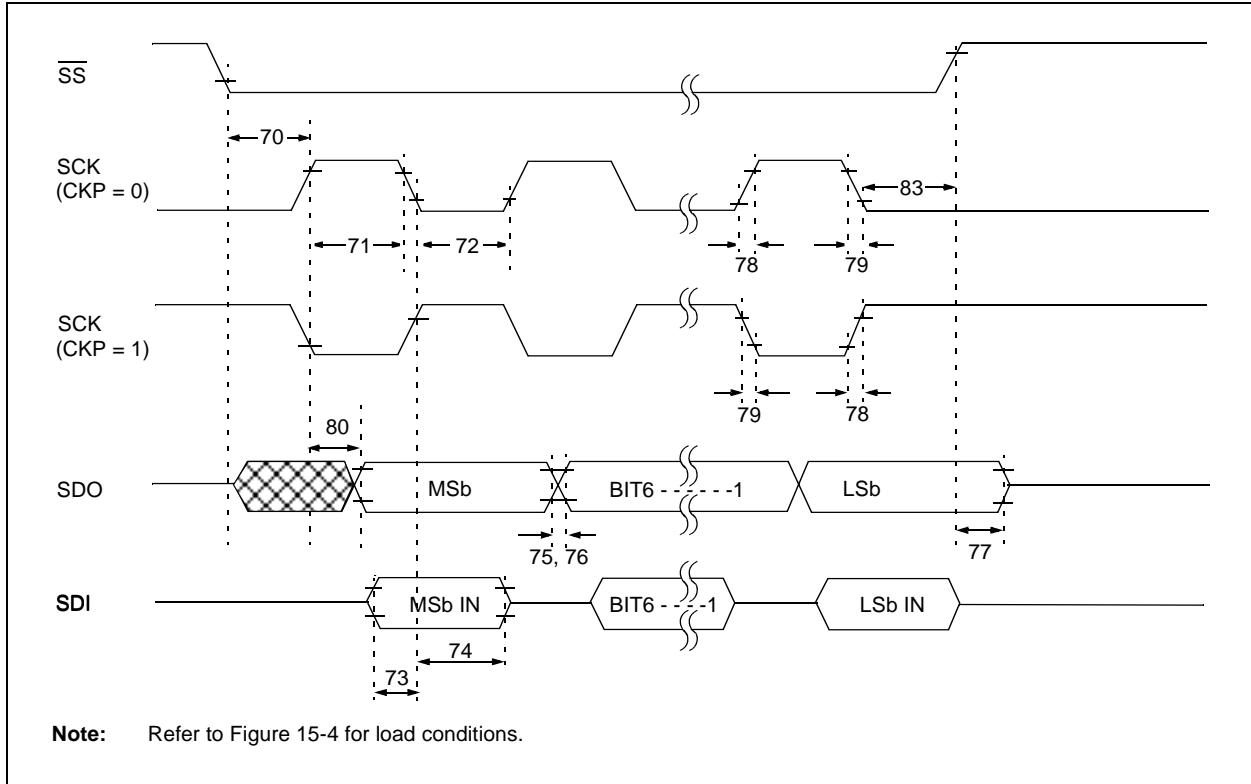 SS
SCK
(CKP = 0)
70
71
72
78
79
83
SCK
(CKP = 1)
79
78
80
SDO
MSb
BIT6 - - - - - -1
LSb
75, 76
77
SDI
MSb IN
BIT6 - - - -1
LSb IN
74
73
Note: Refer to Figure 15-4 for load conditions.